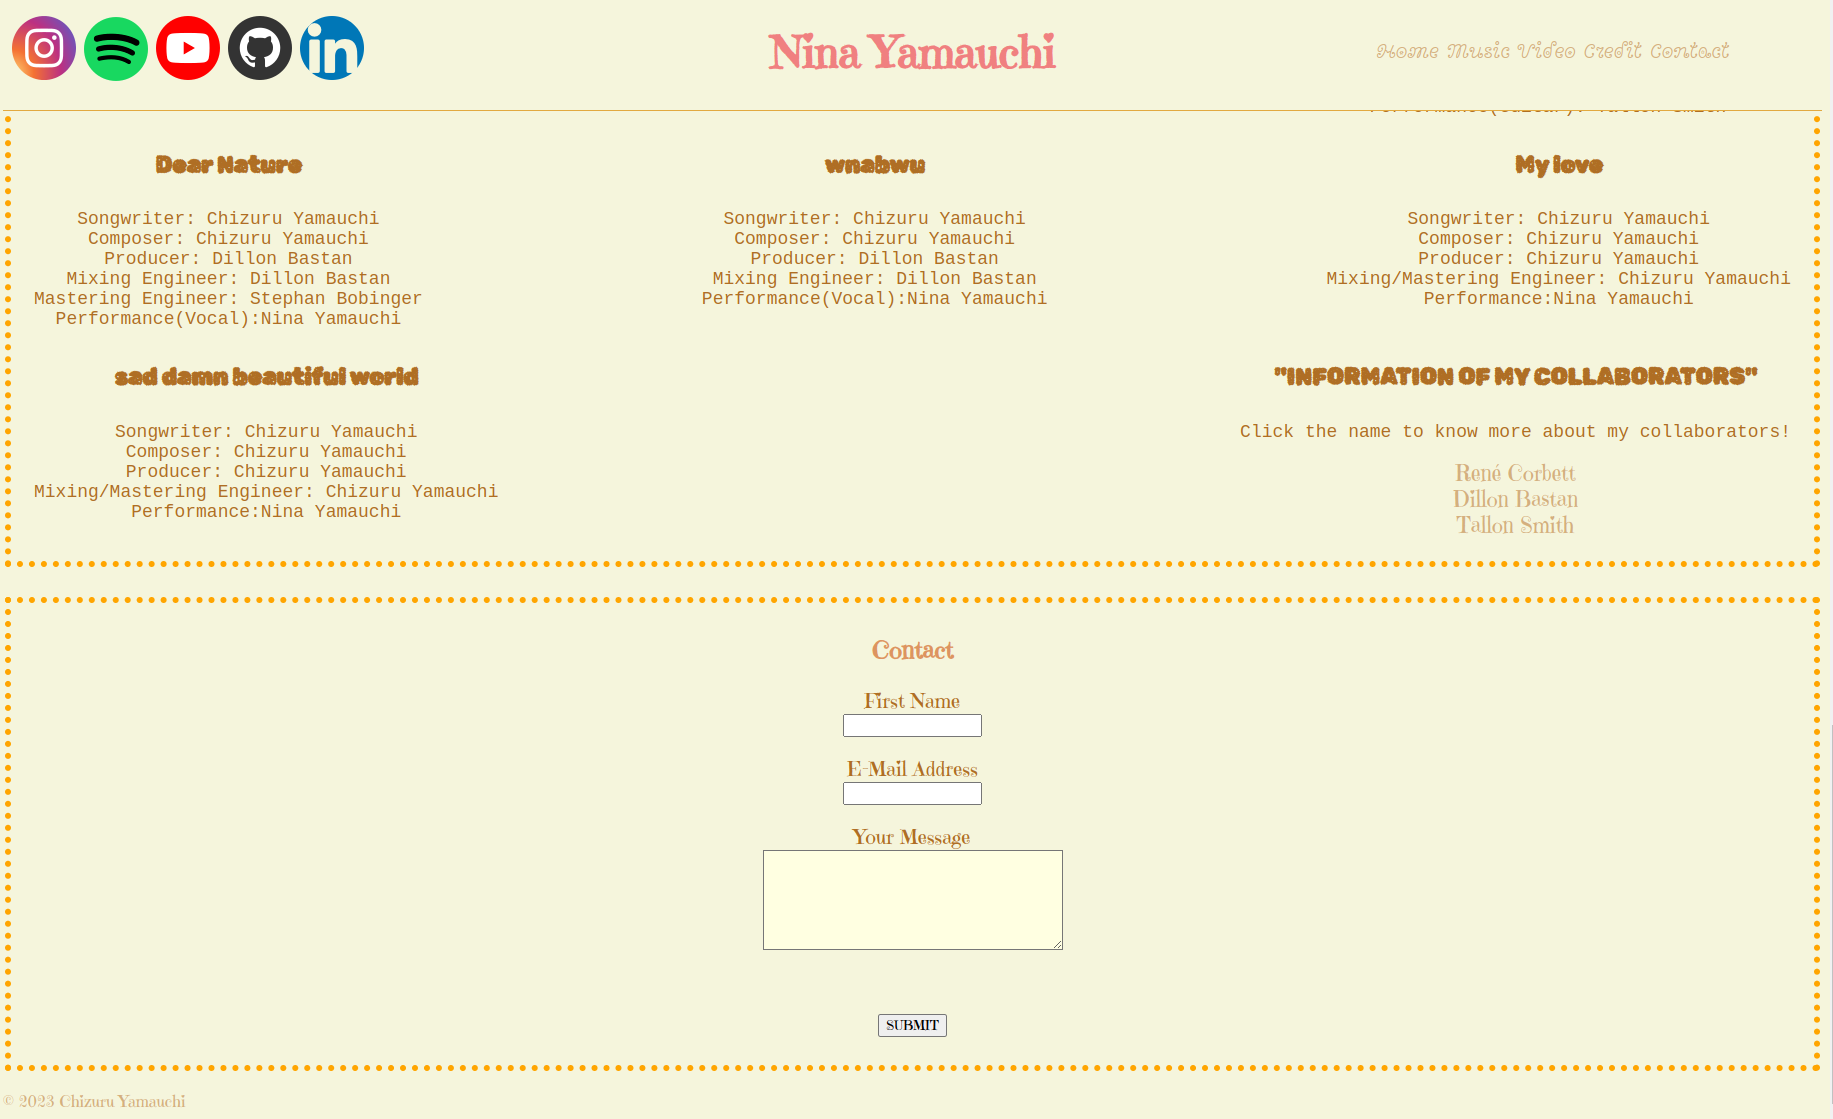 Nina Yamauchi
Home Music Video Credit Contact
Dear Nature
Songwriter: Chizuru Yamauchi
Composer: Chizuru Yamauchi
Producer: Dillon Bastan
Mixing Engineer: Dillon Bastan
Mastering Engineer: Stephan Bobinger
Performance(Vocal):Nina Yamauchi
wnabwu
Songwriter: Chizuru Yamauchi
Composer: Chizuru Yamauchi
Producer: Dillon Bastan
Mixing Engineer: Dillon Bastan
Performance(Vocal):Nina Yamauchi
My love
Songwriter: Chizuru Yamauchi
Composer: Chizuru Yamauchi
Producer: Chizuru Yamauchi
Mixing/Mastering Engineer: Chizuru Yamauchi
Performance:Nina Yamauchi
sad damn beautiful world
Songwriter: Chizuru Yamauchi
Composer: Chizuru Yamauchi
Producer: Chizuru Yamauchi
Mixing/Mastering Engineer: Chizuru Yamauchi
Performance:Nina Yamauchi
"INFORMATION OF MY COLLABORATORS"
Click the name to know more about my collaborators!
René Corbett
Dillon Bastan
Tallon Smith
Contact
First Name
E-Mail Address
Your Message
SUBMIT
© 2023 Chizuru Yamauchi